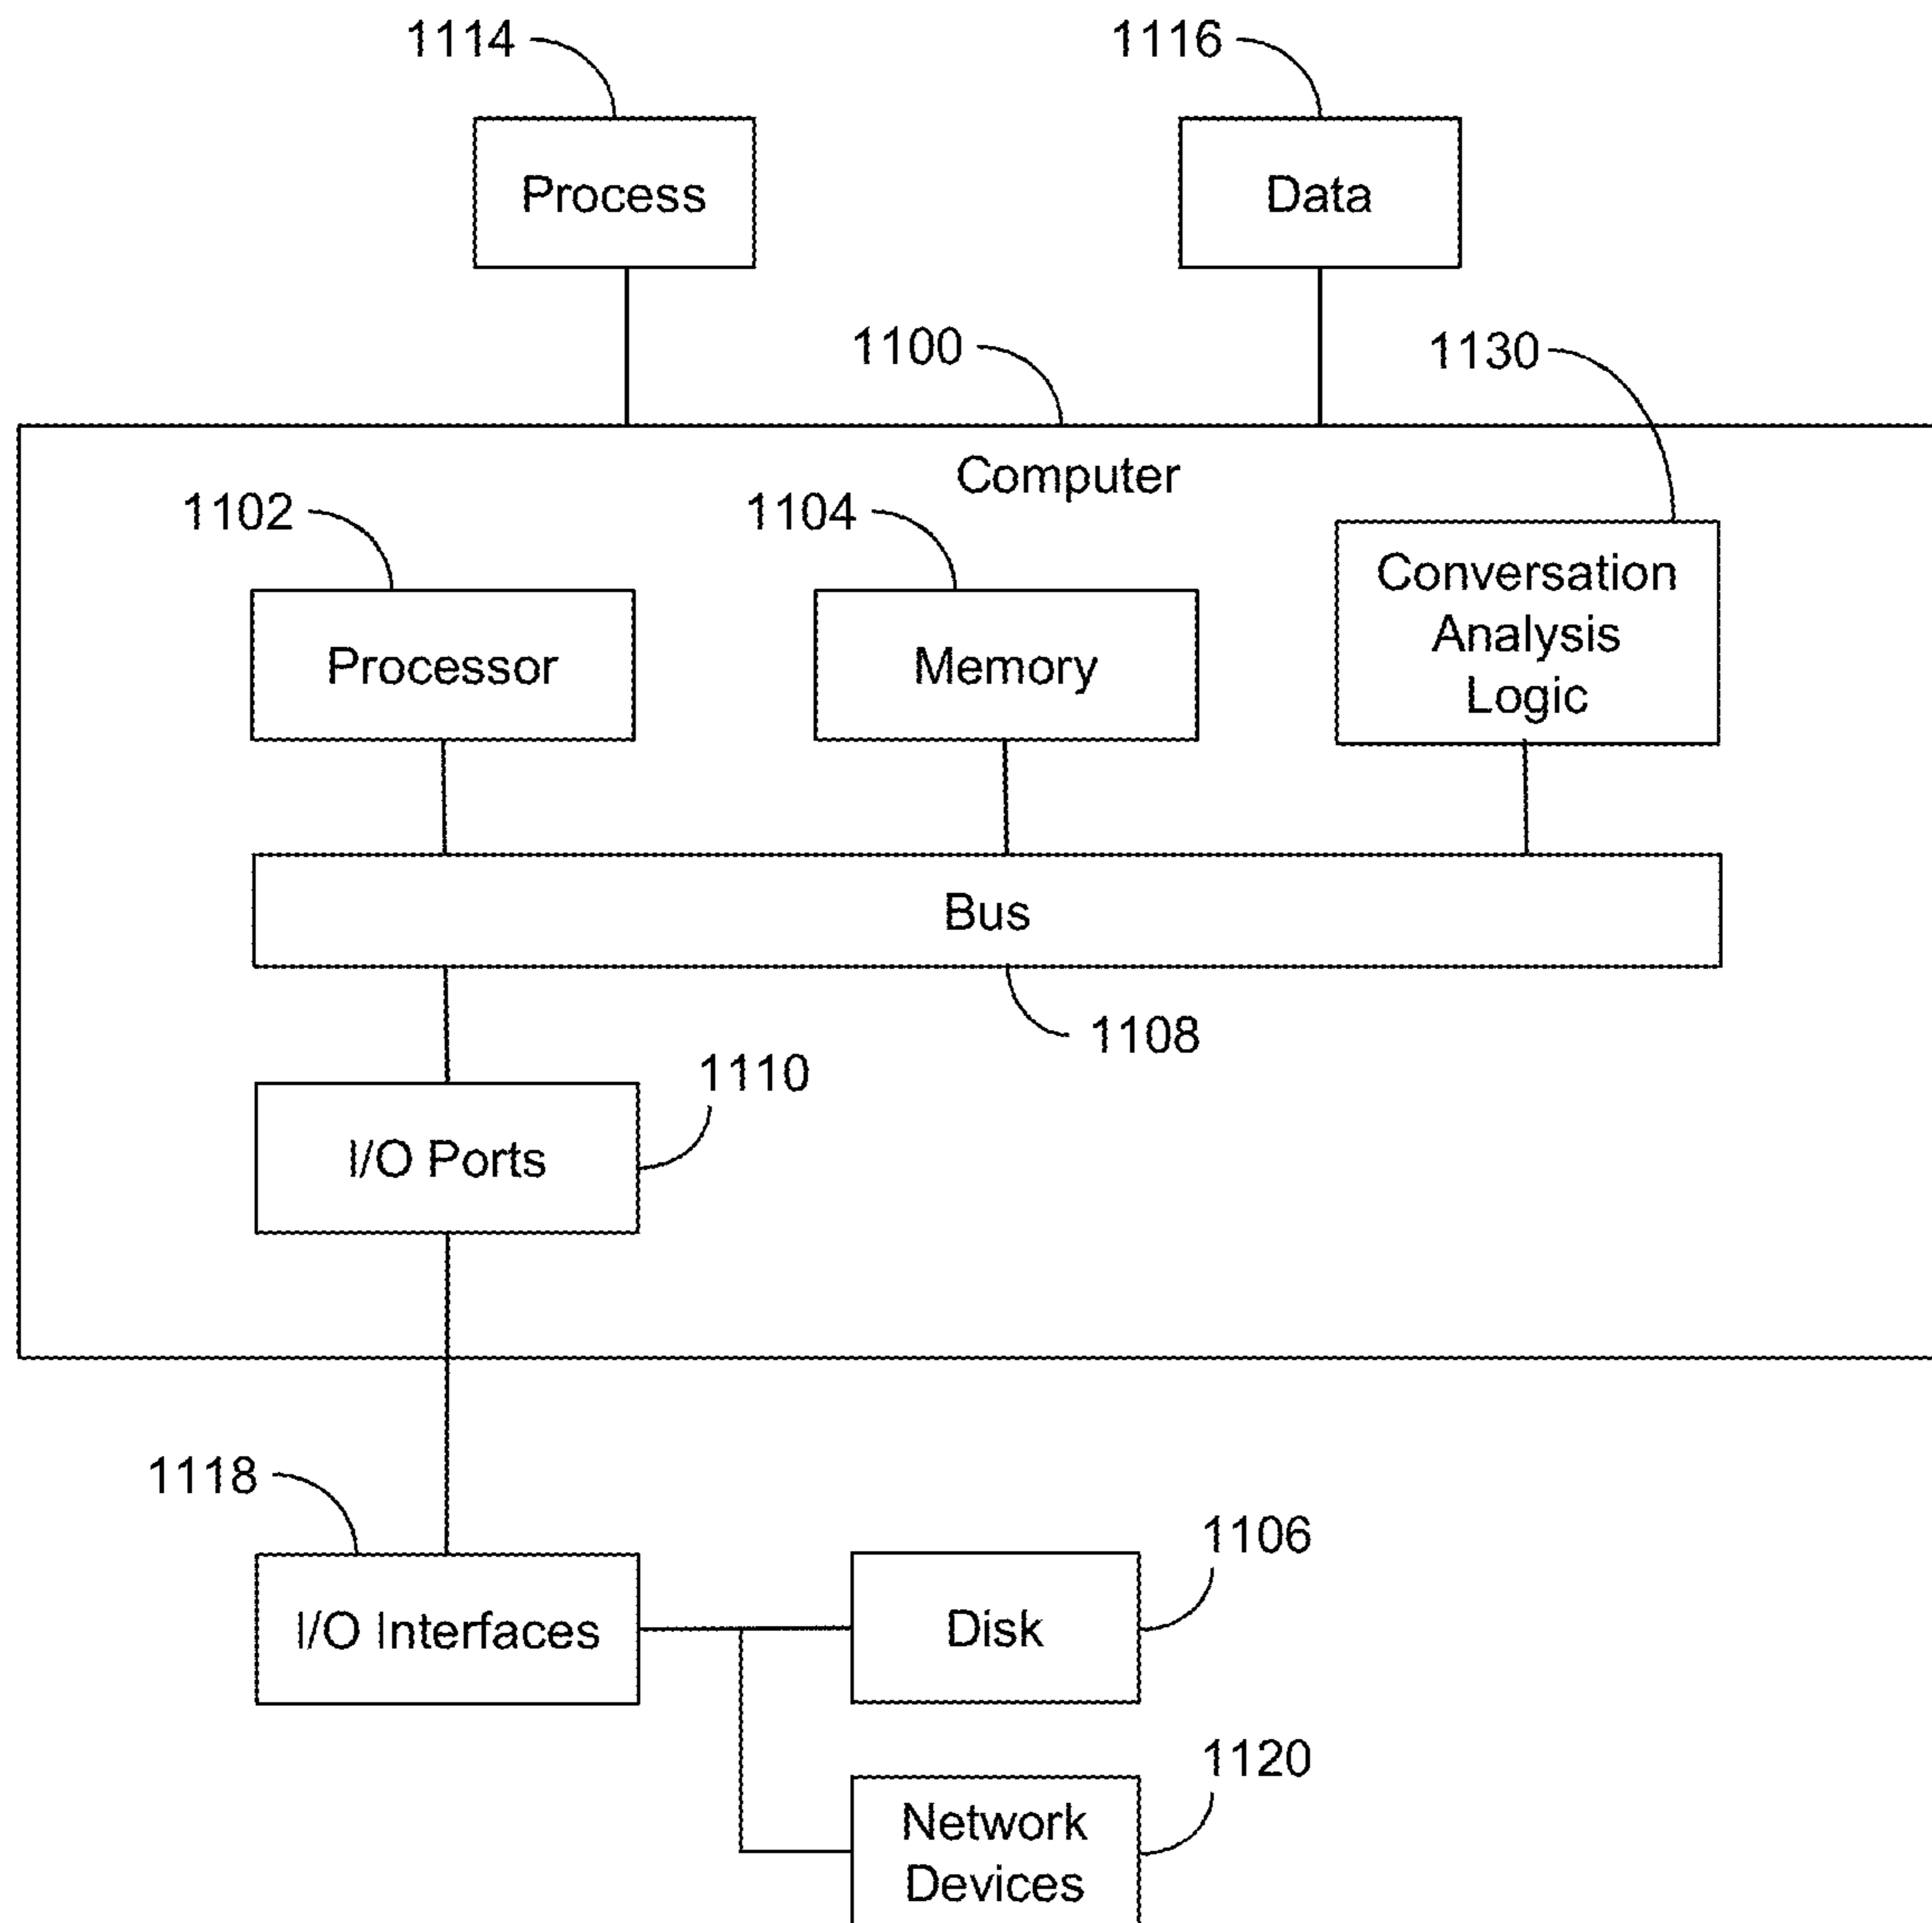 1114
1116
Process
Data
1100
1130
Computer
1102
1104
Conversation
Analysis
Logic
Processor
Memory
Bus
1108
1110
I/O Ports
1118
1106
I/O Interfaces
Disk
1120
Network
Devices